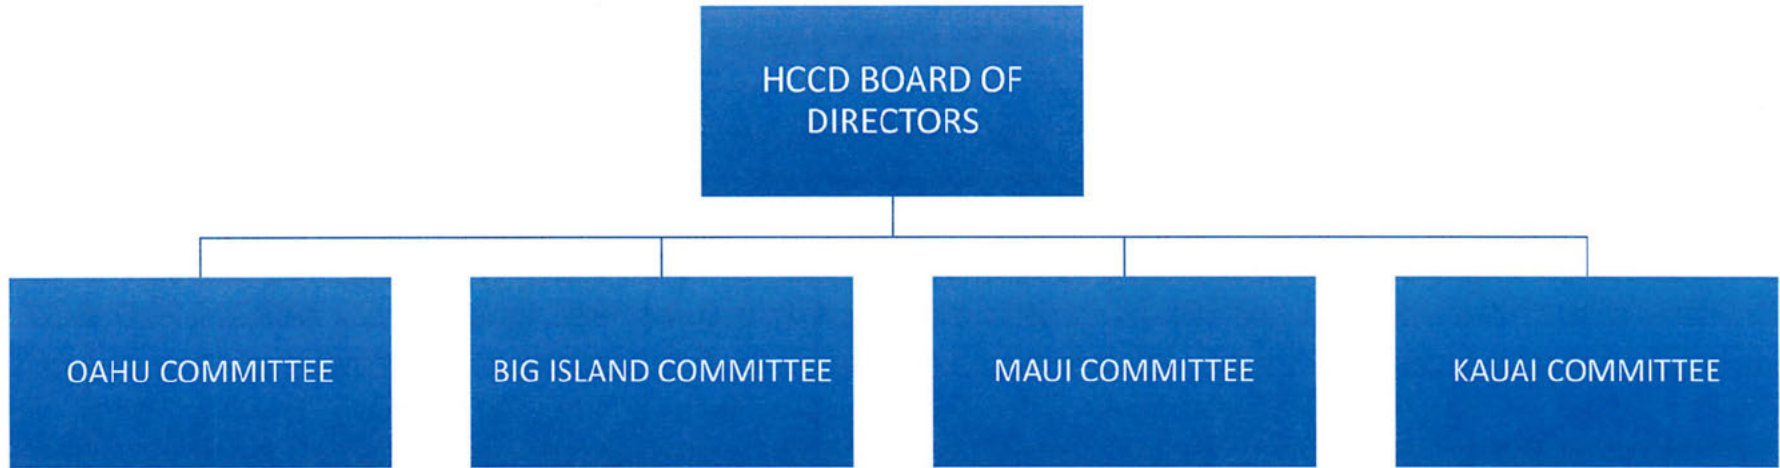 HCCD BOARD OF
DIRECTORS
OAHU COMMITTEE
BIG ISLAND COMMITTEE
MAUI COMMITTEE
KAUAI COMMITTEE